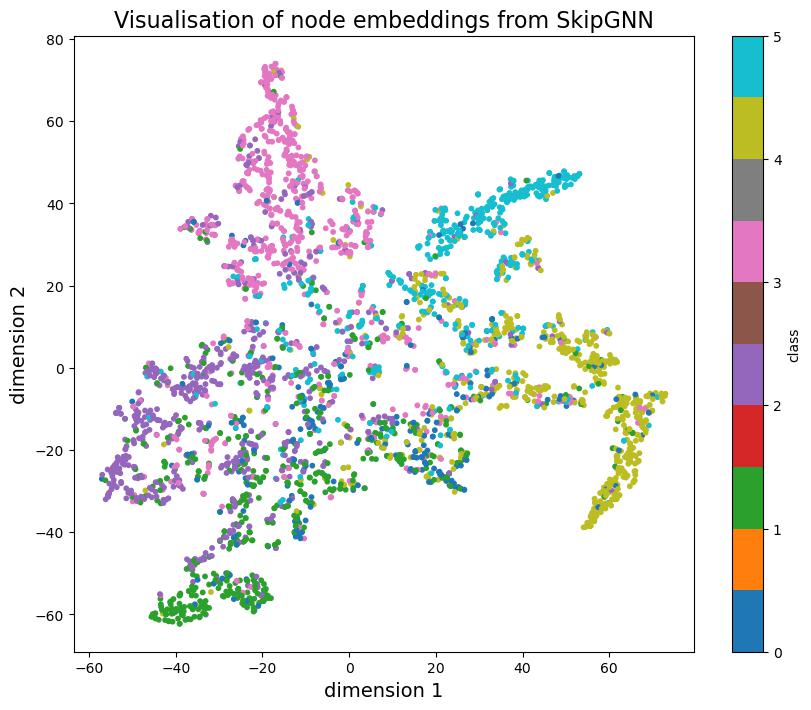 Visualisation of node embeddings from SkipGNN
80
60
40
20
0
−20
−40
−60
dimension 2
−60 −40 −20 0 20 40 60
dimension 1
5
4
3
2
1
0
class